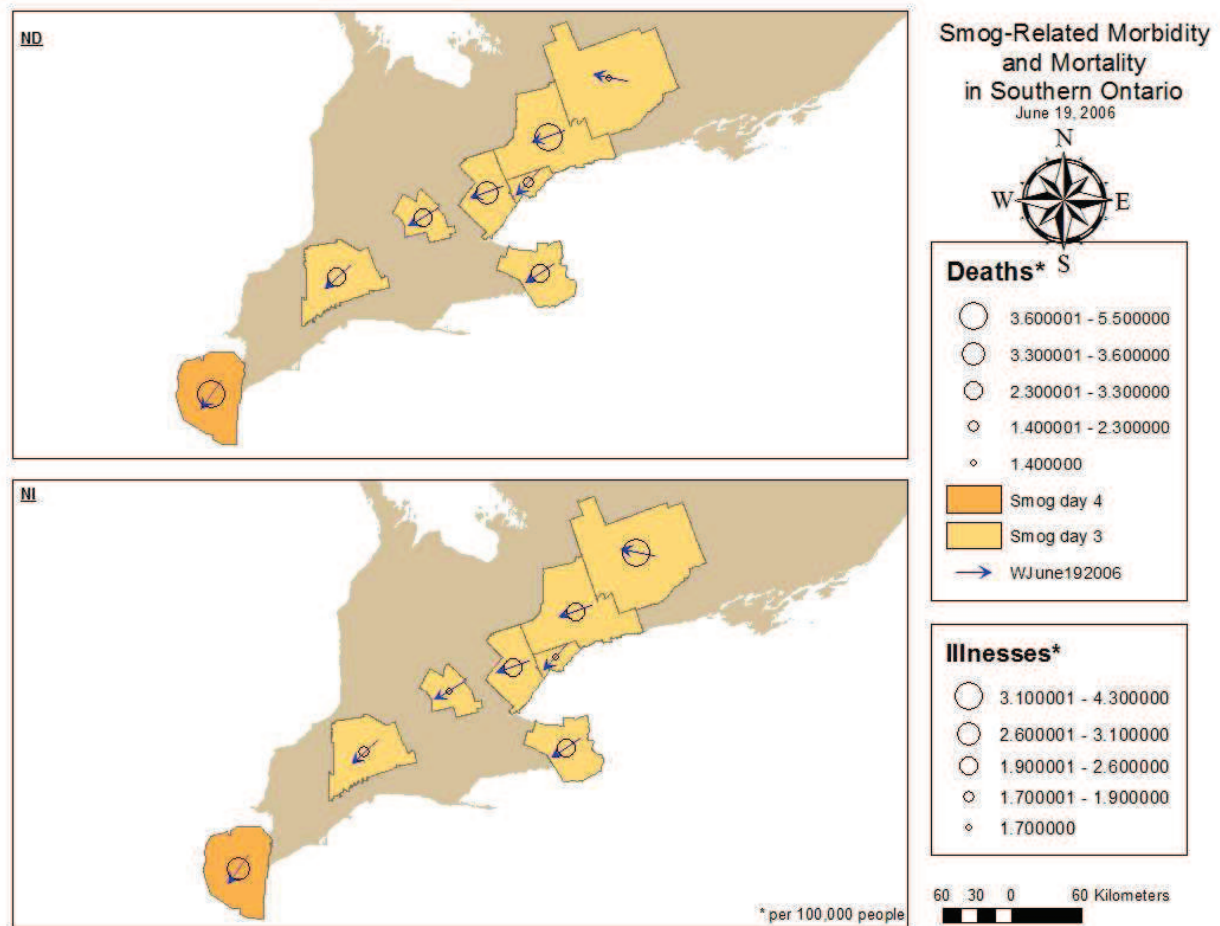 ND
NI
* per 100,000 people
Smog-Related Morbidity
and Mortality
in Southern Ontario
June 19, 2006
N
W E
S
Deaths*
3.600001 - 5.500000
3.300001 - 3.600000
2.300001 - 3.300000
1.400001 - 2.300000
1.400000
Smog day 4
Smog day 3
WJune192006
Illnesses*
3.100001 - 4.300000
2.600001 - 3.100000
1.900001 - 2.600000
1.700001 - 1.900000
1.700000
60 30 0 60 Kilometers